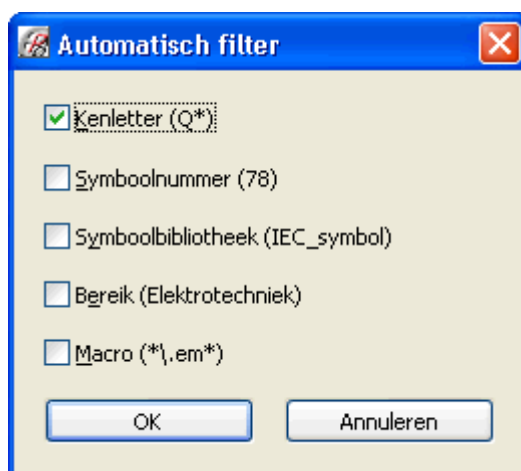 Automatisch filter
Kenletter (Q*)
Symboolnummer (78)
Symboolbibliotheek (IEC_symbol)
Bereik (Elektrotechniek)
Macro (*\.em*)
OK Annuleren